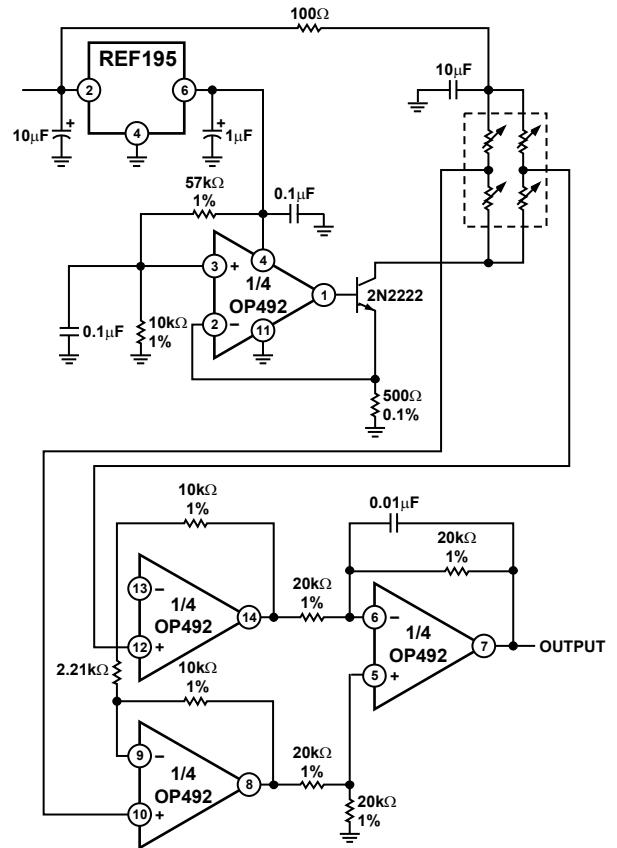 100Ω
REF195
2
6
4
10µF
+
1µF
+
10µF
57kΩ
1%
0.1µF
3
+
4
1/4
OP492
1
2
−
11
2N2222
0.1µF
10kΩ
1%
500Ω
0.1%
10kΩ
1%
0.01µF
20kΩ
1%
13
−
1/4
OP492
14
12
+
20kΩ
1%
6
−
1/4
OP492
7
OUTPUT
5
+
2.21kΩ
10kΩ
1%
9
−
1/4
OP492
8
10
+
20kΩ
1%
20kΩ
1%